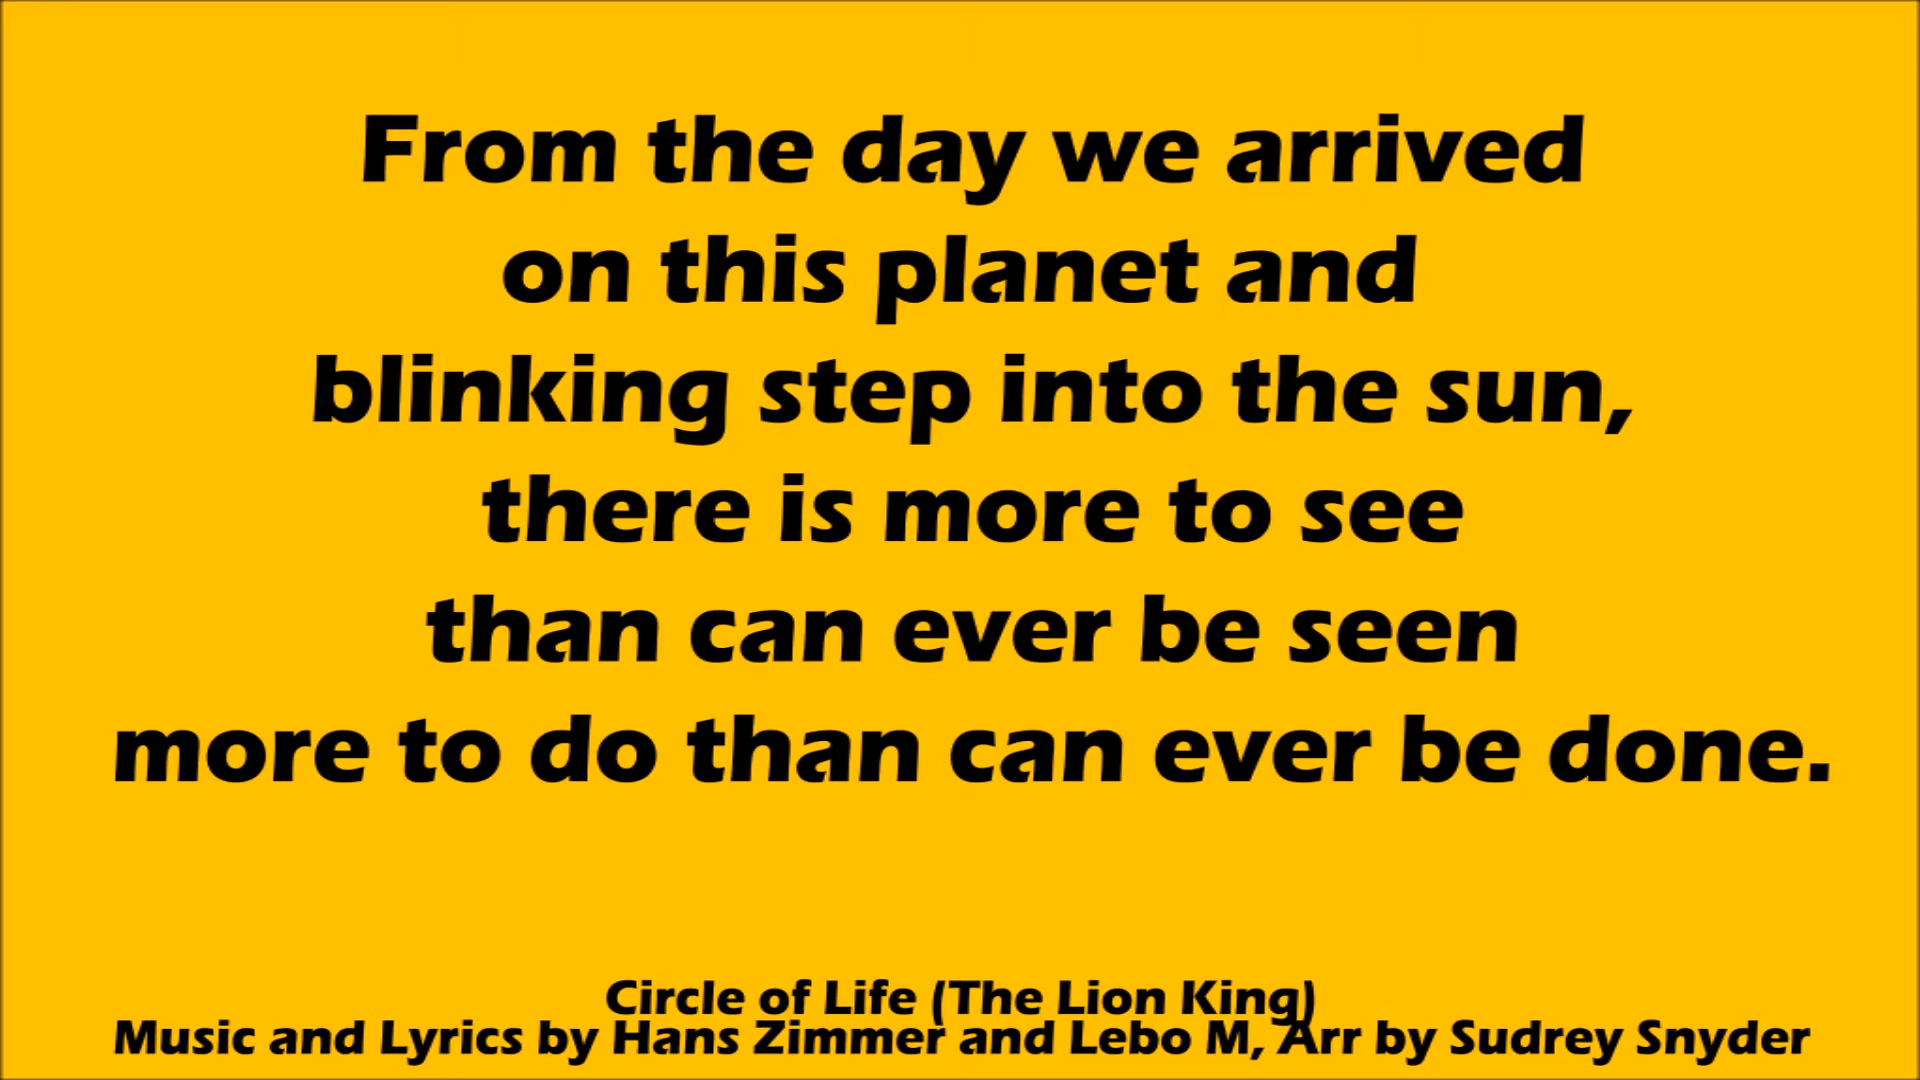 From the day we arrived
on this planet and
blinking step into the sun,
there is more to see
than can ever be seen
more to do than can ever be done.
Circle of Life (The Lion King)
Music and Lyrics by Hans Zimmer and Lebo M, Arr by Sudrey Snyder